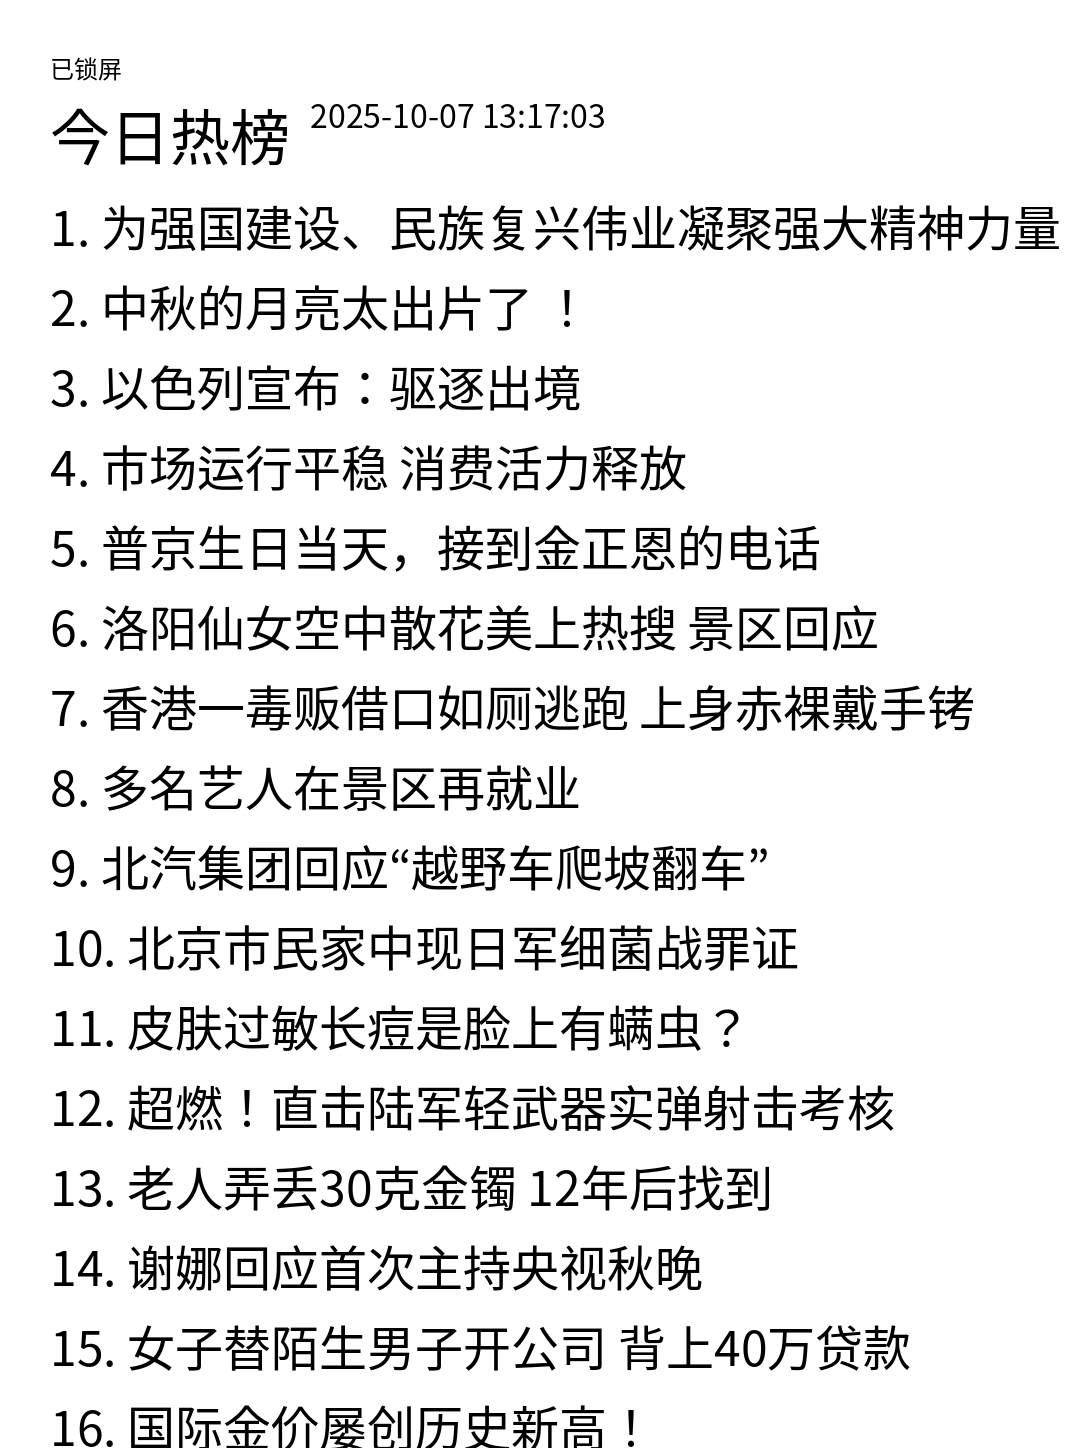 已锁屏
今日热榜 2025-10-07 13:17:03
1. 为强国建设、民族复兴伟业凝聚强大精神力量
2. 中秋的月亮太出片了 ！
3. 以色列宣布：驱逐出境
4. 市场运行平稳 消费活力释放
5. 普京生日当天，接到金正恩的电话
6. 洛阳仙女空中散花美上热搜 景区回应
7. 香港一毒贩借口如厕逃跑 上身赤裸戴手铐
8. 多名艺人在景区再就业
9. 北汽集团回应“越野车爬坡翻车”
10. 北京市民家中现日军细菌战罪证
11. 皮肤过敏长痘是脸上有螨虫？
12. 超燃！直击陆军轻武器实弹射击考核
13. 老人弄丢30克金镯 12年后找到
14. 谢娜回应首次主持央视秋晚
15. 女子替陌生男子开公司 背上40万贷款
16. 国际金价屡创历史新高！